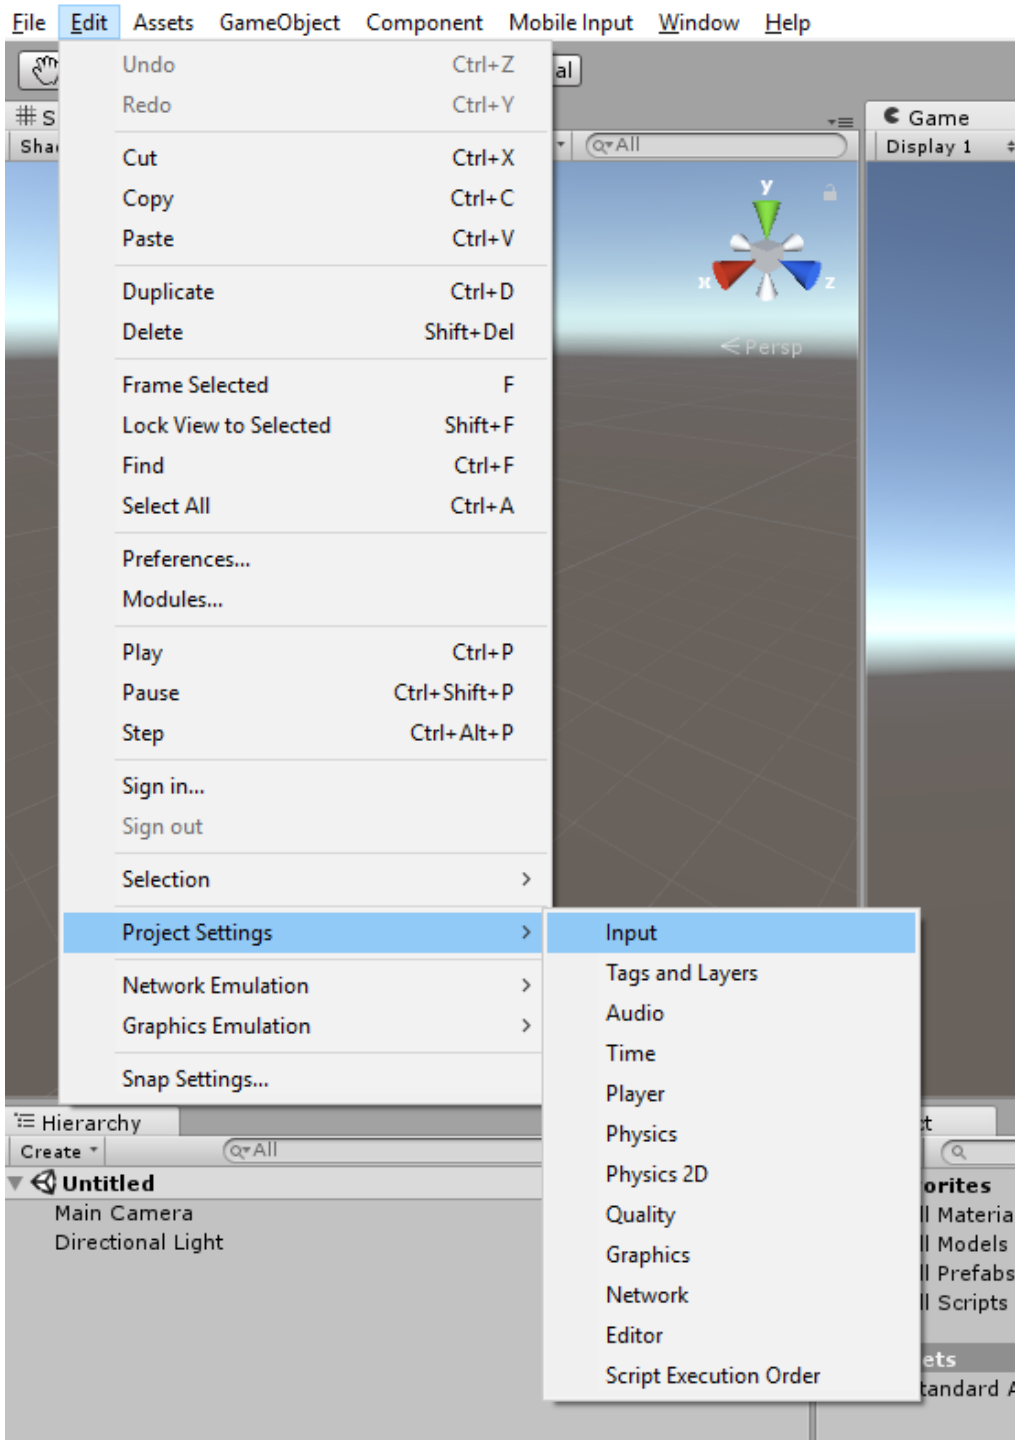 File Edit Assets GameObject Component Mobile Input Window Help
Undo Ctrl+Z
al
Redo Ctrl+Y
Game
All
Display 1
Cut Ctrl+X
Copy Ctrl+C
y
Paste Ctrl+V
x z
Duplicate Ctrl+D
Delete Shift+Del
Persp
Frame Selected F
Lock View to Selected Shift+F
Find Ctrl+F
Select All Ctrl+A
Preferences...
Modules...
Play Ctrl+P
Pause Ctrl+Shift+P
Step Ctrl+Alt+P
Sign in...
Sign out
Selection
Project Settings
Network Emulation
Graphics Emulation
Snap Settings...
Input
Tags and Layers
Audio
Time
Player
Physics
Physics 2D
Quality
Graphics
Network
Editor
Script Execution Order
Hierarchy
Create All
Untitled
Main Camera
Directional Light
orites
ll Materia
ll Models
ll Prefabs
ll Scripts
ets
tandard A